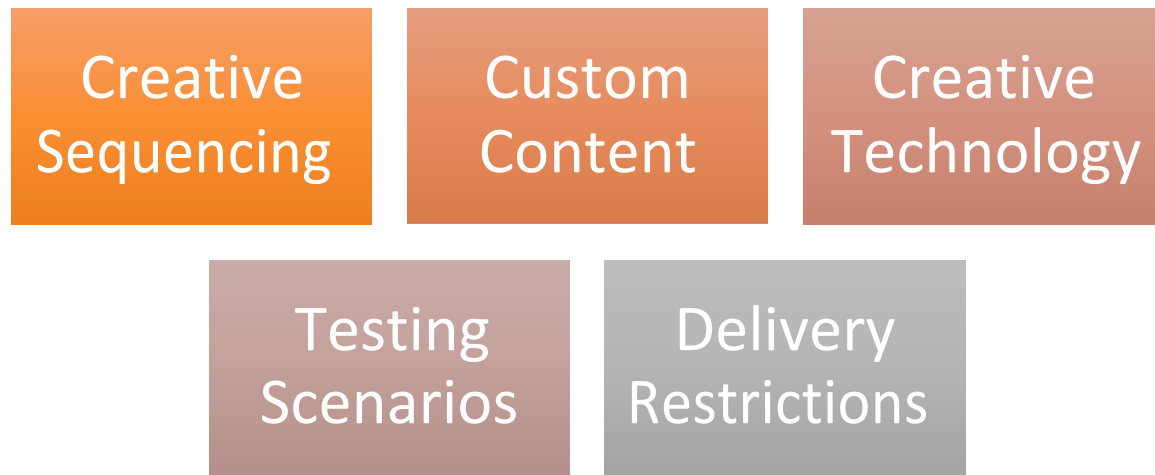 Creative
Sequencing
Custom
Content
Creative
Technology
Testing
Scenarios
Delivery
Restrictions